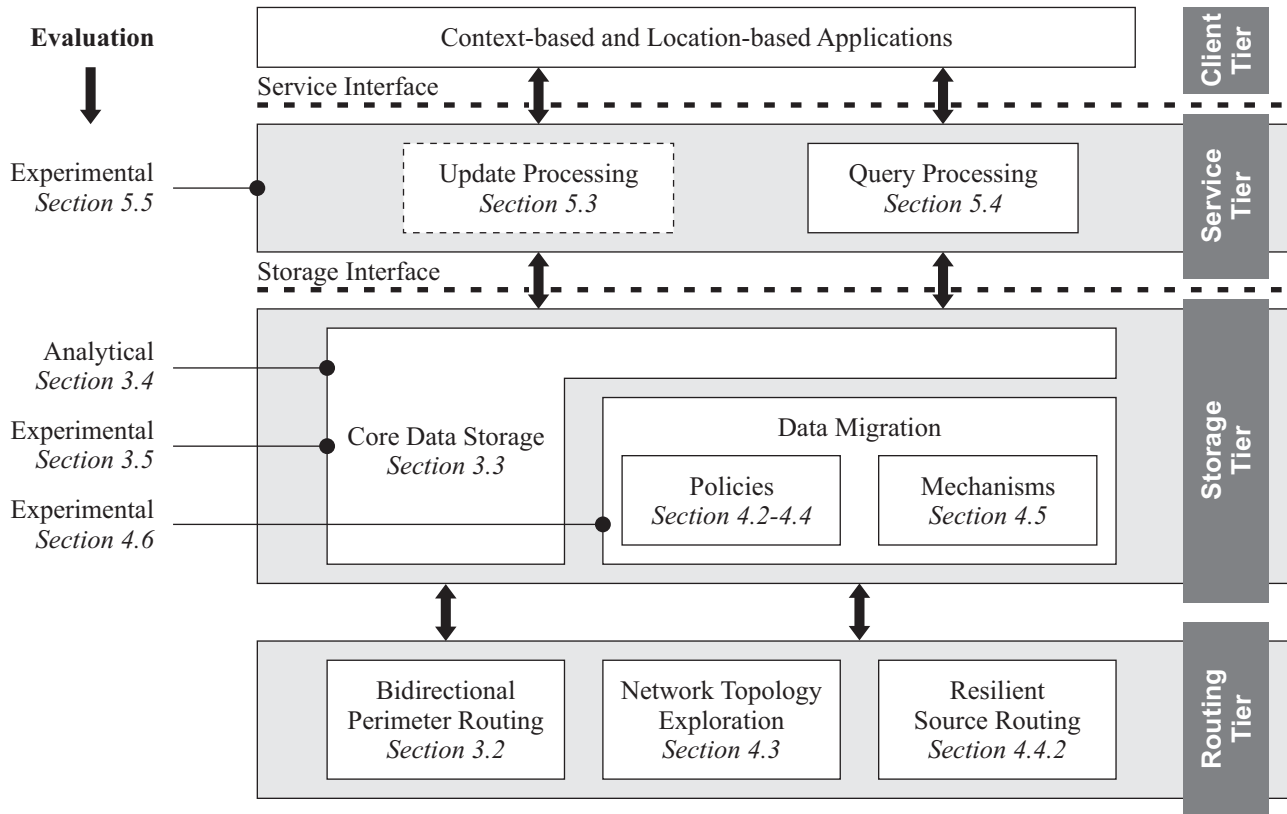 Evaluation
Context-based and Location-based Applications
Client
Tier
Service Interface
Experimental
Section 5.5
Update Processing
Section 5.3
Query Processing
Section 5.4
Service
Tier
Storage Interface
Analytical
Section 3.4
Experimental
Section 3.5
Experimental
Section 4.6
Core Data Storage
Section 3.3
Data Migration
Policies
Section 4.2-4.4
Mechanisms
Section 4.5
Storage
Tier
Bidirectional
Perimeter Routing
Section 3.2
Network Topology
Exploration
Section 4.3
Resilient
Source Routing
Section 4.4.2
Routing
Tier